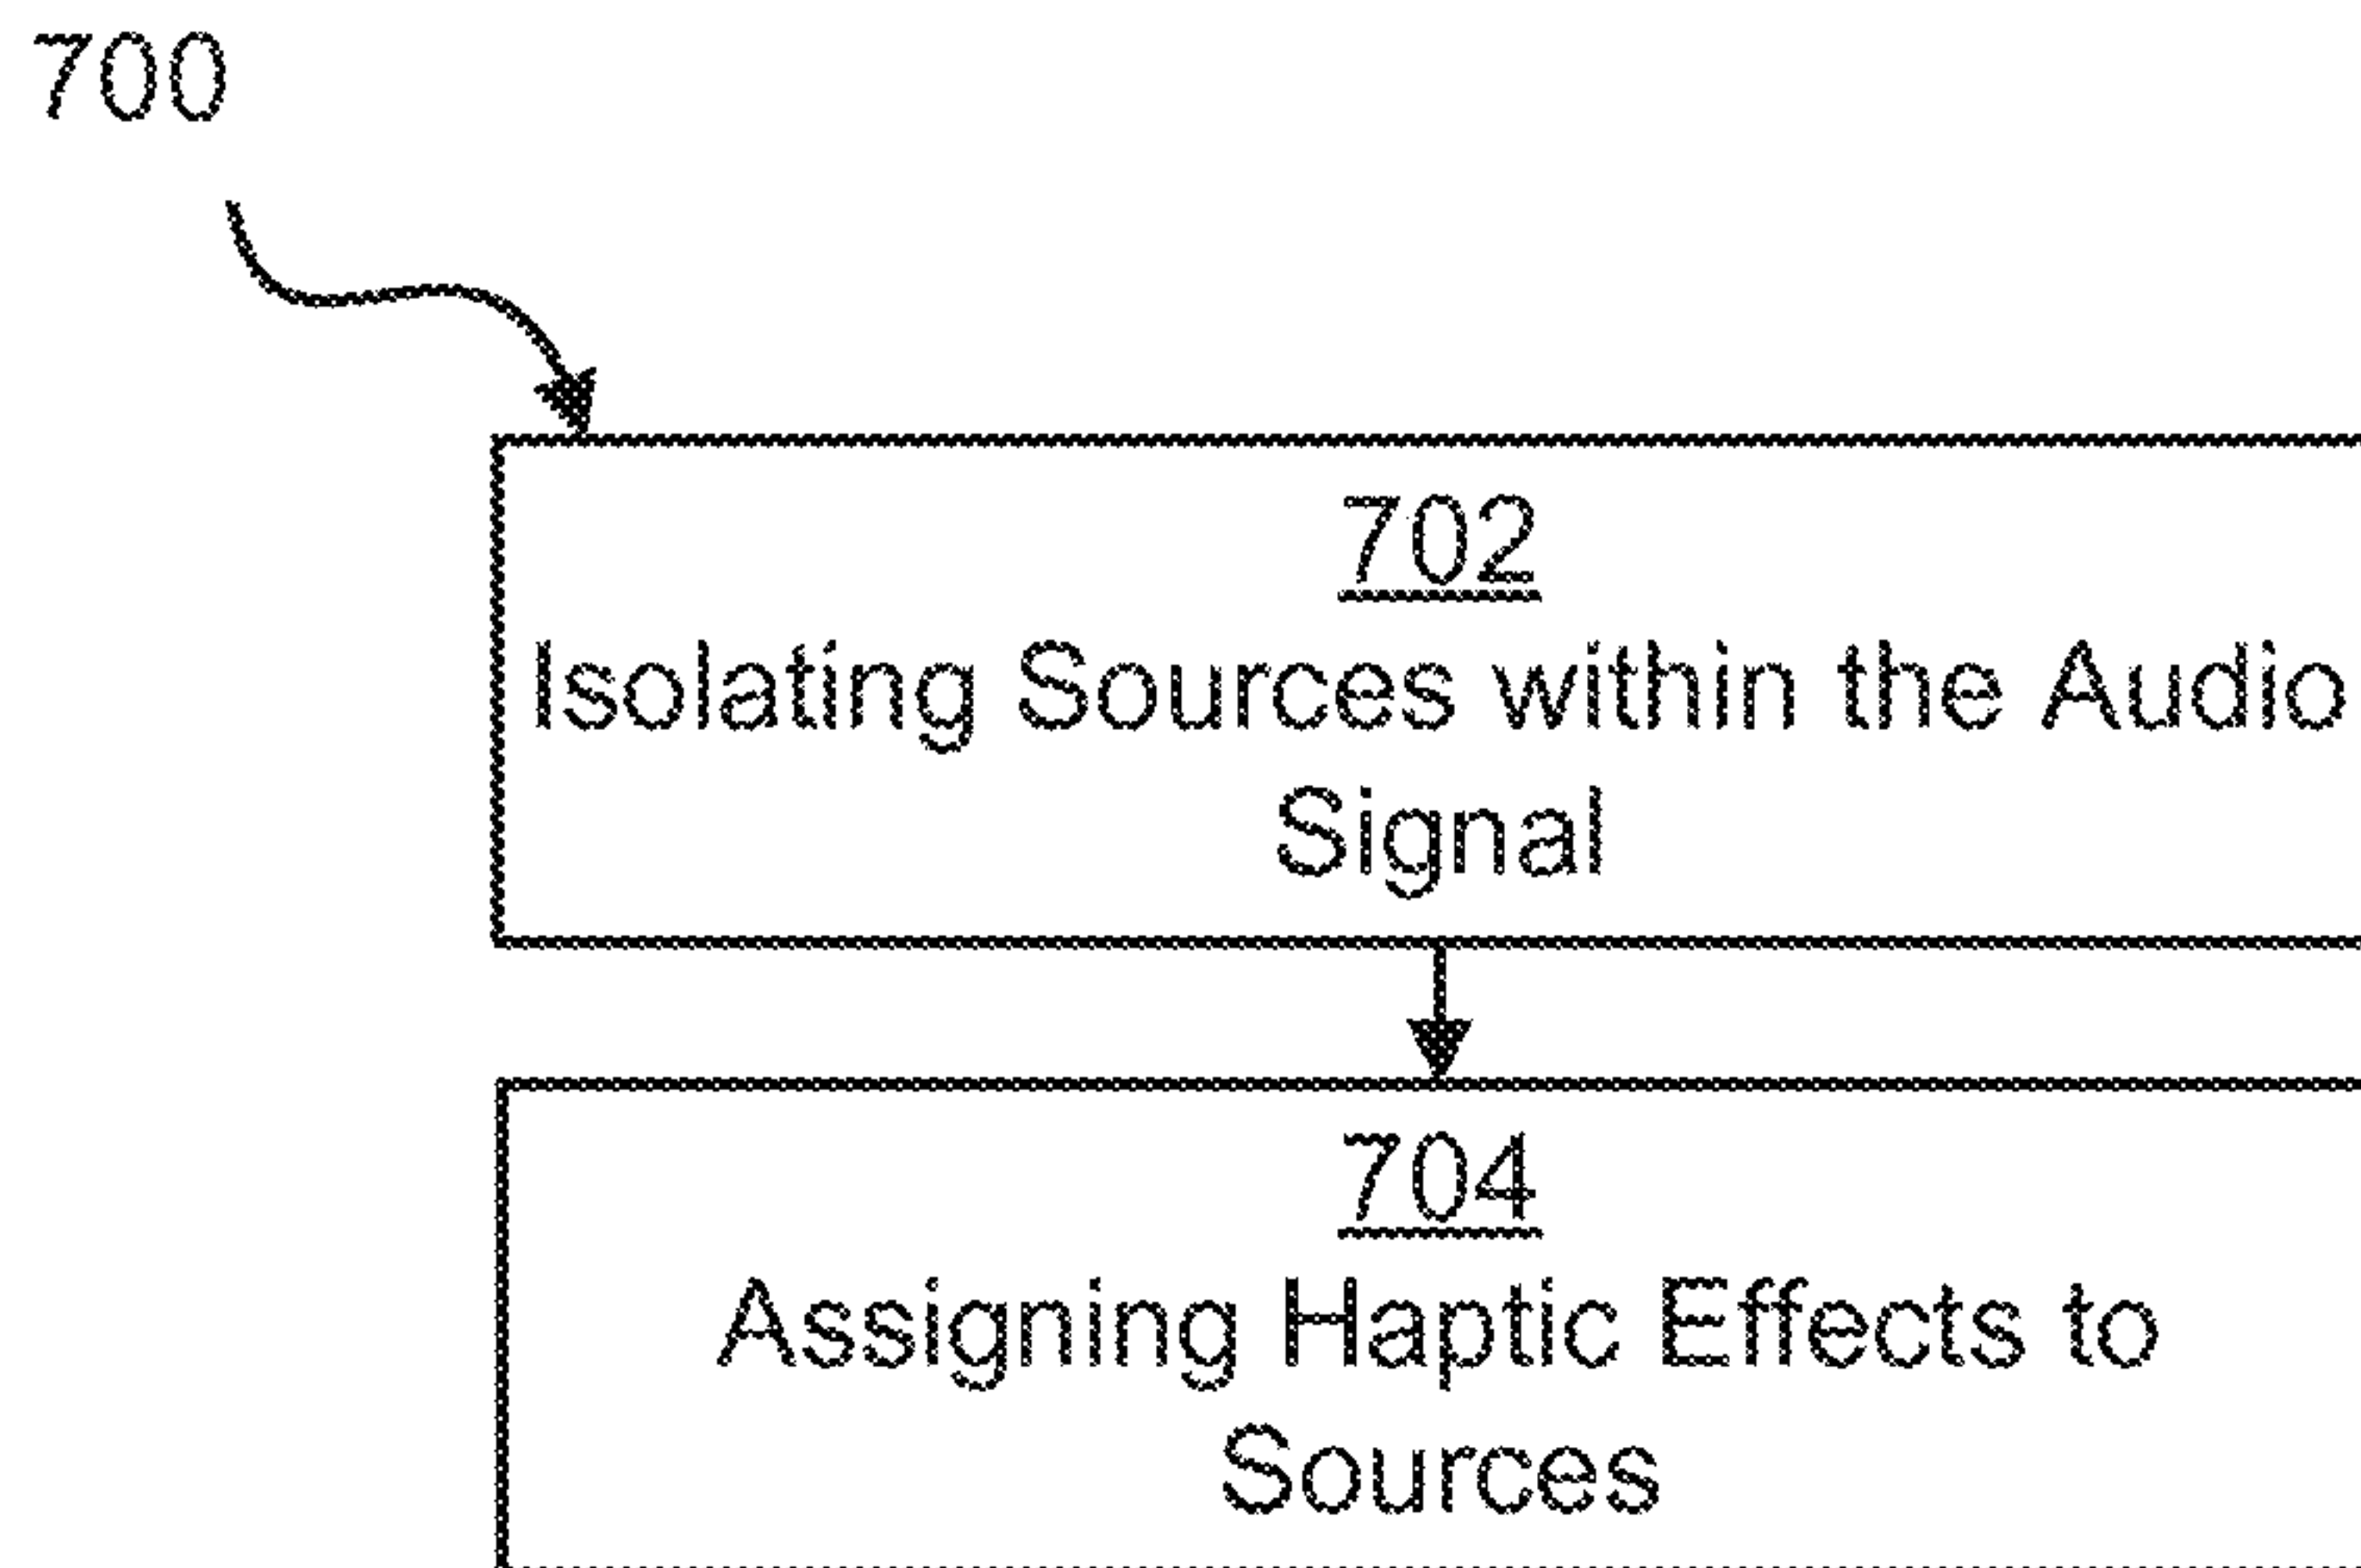 700
702
Isolating Sources within the Audio
Signal
704
Assigning Haptic Effects to
Sources